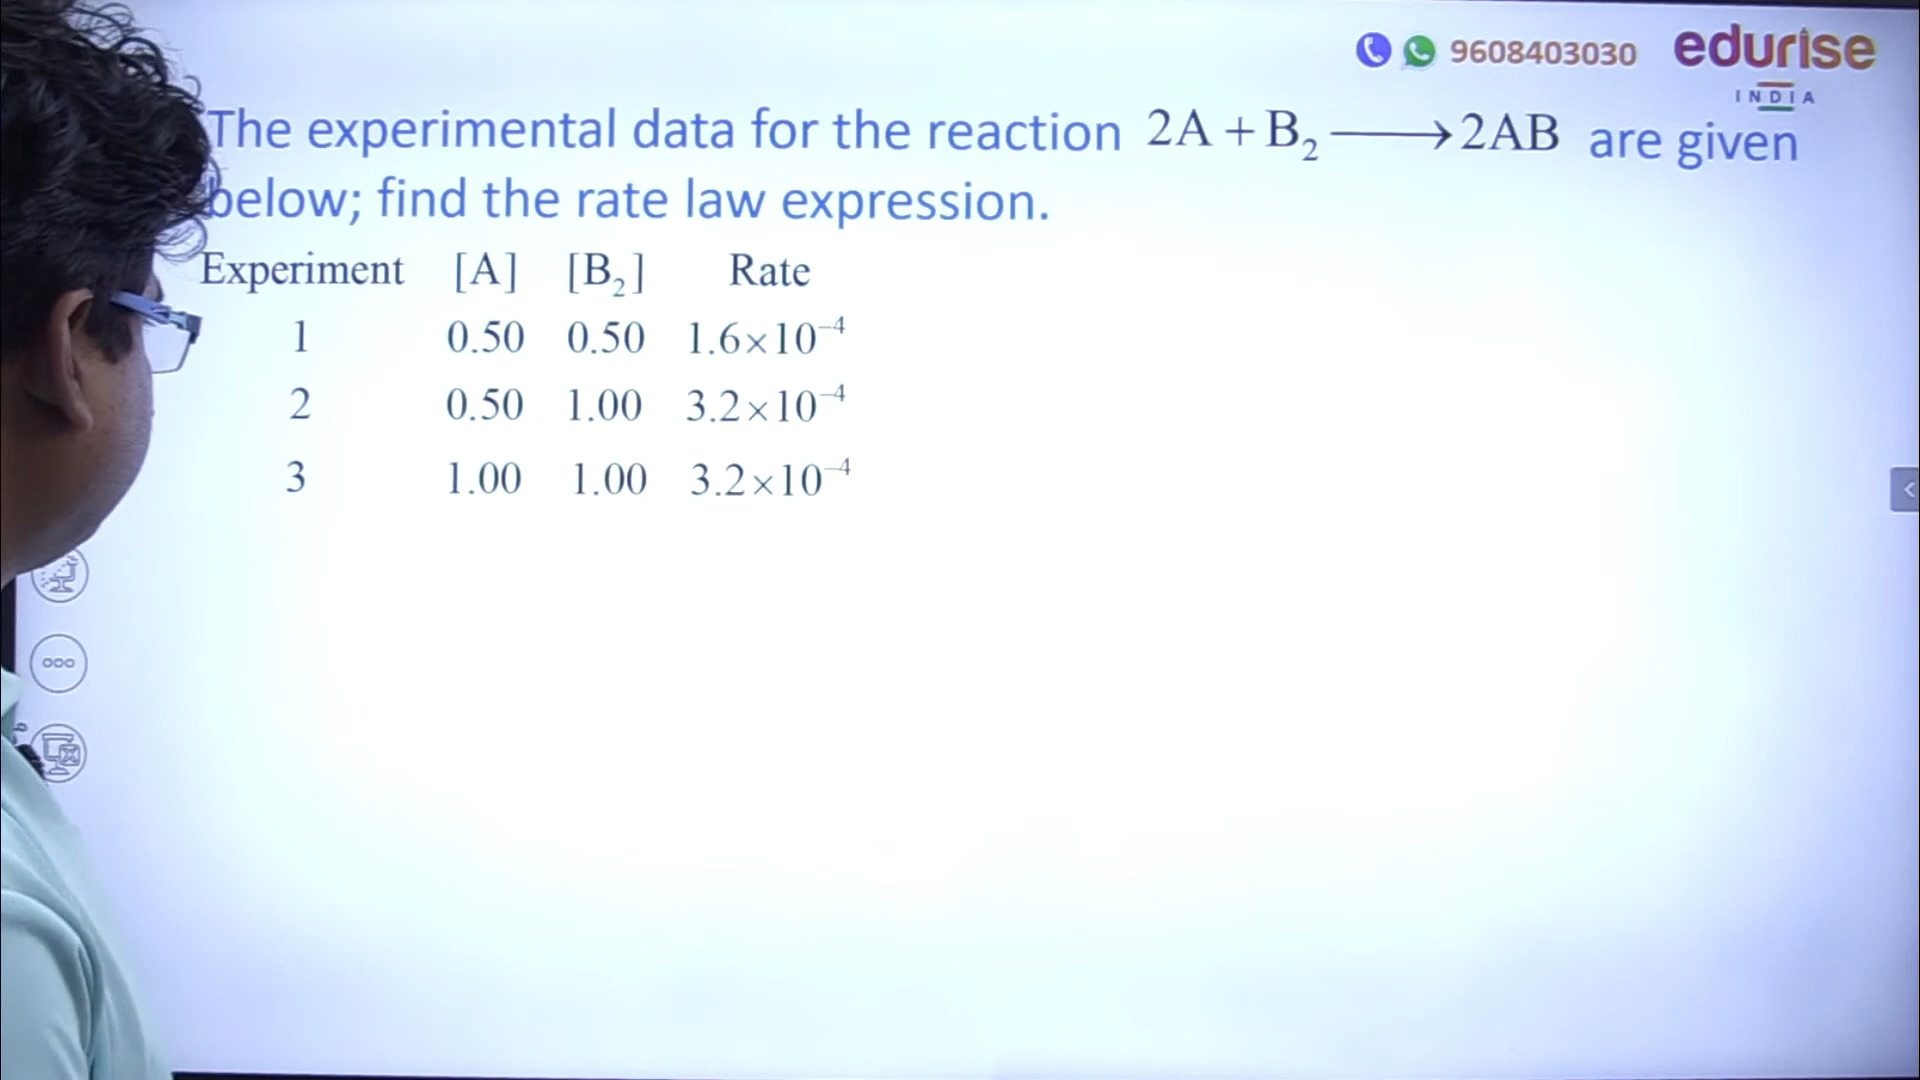 9608403030 edurise
INDIA
The experimental data for the reaction 2A + B₂ ⟶ 2AB are given
below; find the rate law expression.
Experiment [A] [B₂] Rate
1 0.50 0.50 1.6×10⁻⁴
2 0.50 1.00 3.2×10⁻⁴
3 1.00 1.00 3.2×10⁻⁴